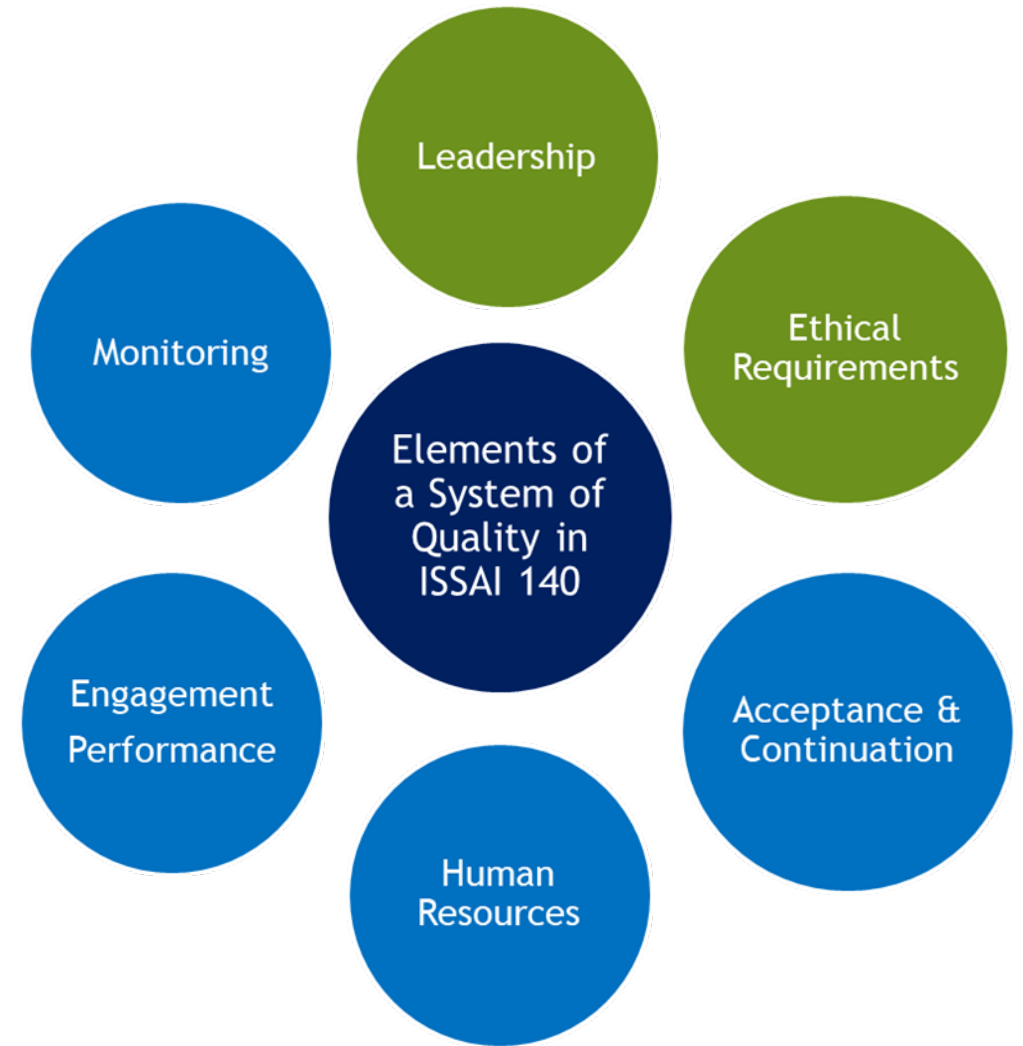 Leadership
Ethical
Requirements
Monitoring
Elements of
a System of
Quality in
ISSAI 140
Engagement
Performance
Acceptance &
Continuation
Human
Resources